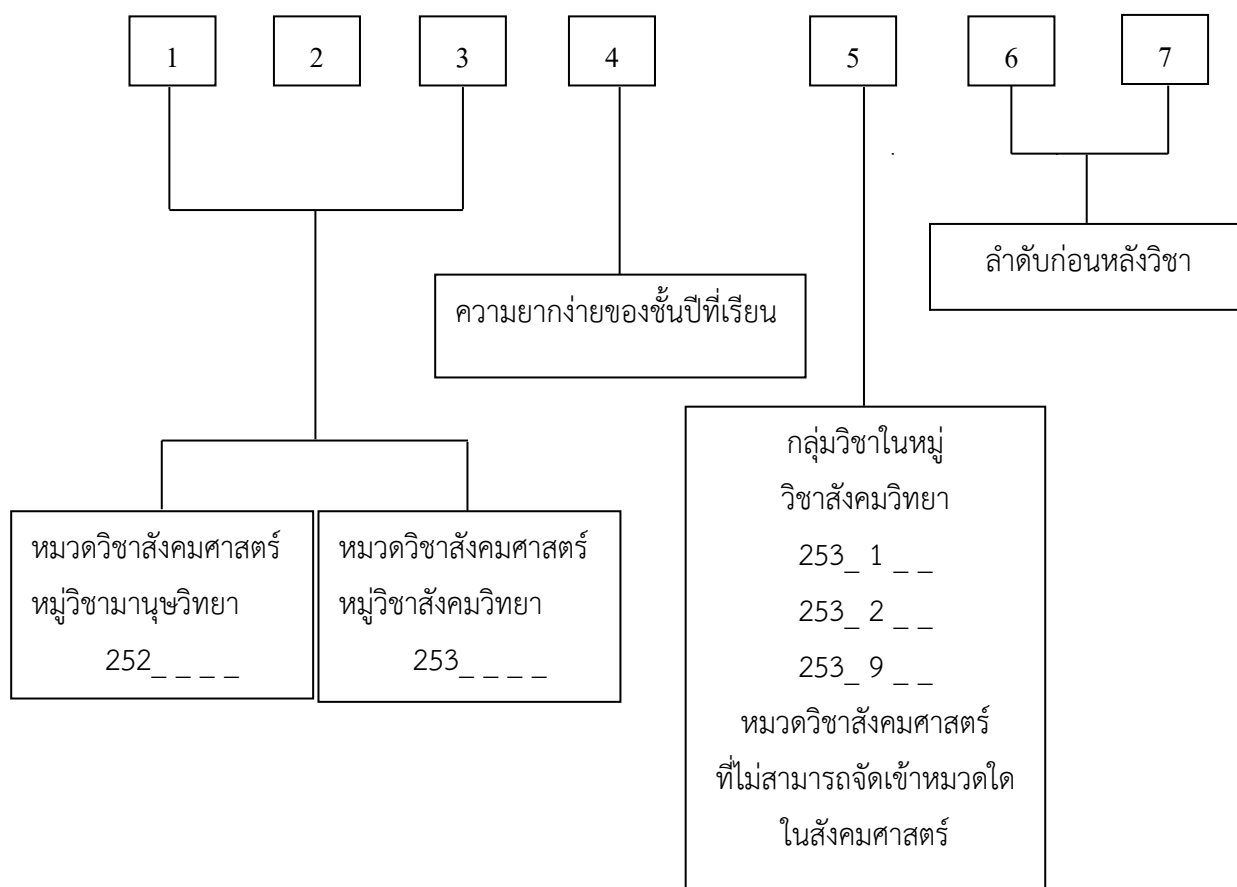 1 2 3 4 5 6 7
ลำดับก่อนหลังวิชา
ความยากง่ายของชั้นปีที่เรียน
หมวดวิชาสังคมศาสตร์
หมู่วิชามานุษวิทยา
252_ _ _ _
หมวดวิชาสังคมศาสตร์
หมู่วิชาสังคมวิทยา
253_ _ _ _
กลุ่มวิชาในหมู่
วิชาสังคมวิทยา
253_ 1 _ _
253_ 2 _ _
253_ 9 _ _
หมวดวิชาสังคมศาสตร์
ที่ไม่สามารถจัดเข้าหมวดใด
ในสังคมศาสตร์